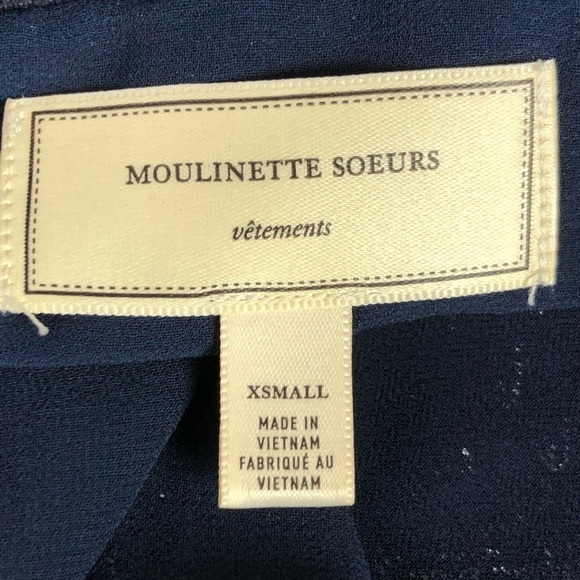 MOULINETTE SOEURS
vêtements
XSMALL
MADE IN
VIETNAM
FABRIQUÉ AU
VIETNAM